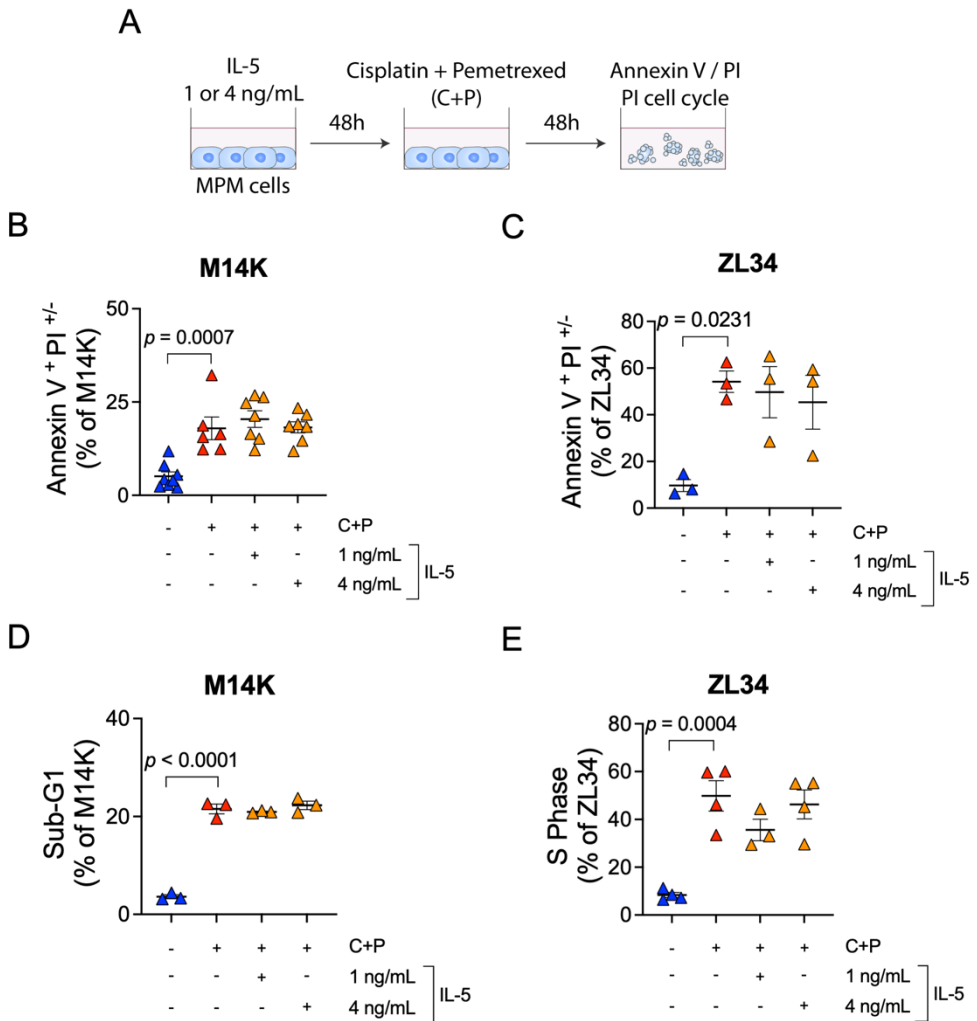 A
IL-5
1 or 4 ng/mL
MPM cells
48h
Cisplatin + Pemetrexed
(C+P)
48h
Annexin V / PI
PI cell cycle
B
M14K
Annexin V + PI +/-
(% of M14K)
50
25
0
p = 0.0007
- + + + C+P
- - + - 1 ng/mL
- - - + 4 ng/mL
IL-5
C
ZL34
Annexin V + PI +/-
(% of ZL34)
80
60
40
20
0
p = 0.0231
- + + + C+P
- - + - 1 ng/mL
- - - + 4 ng/mL
IL-5
D
M14K
Sub-G1
(% of M14K)
40
20
0
p < 0.0001
- + + + C+P
- - + - 1 ng/mL
- - - + 4 ng/mL
IL-5
E
ZL34
S Phase
(% of ZL34)
80
60
40
20
0
p = 0.0004
- + + + C+P
- - + - 1 ng/mL
- - - + 4 ng/mL
IL-5